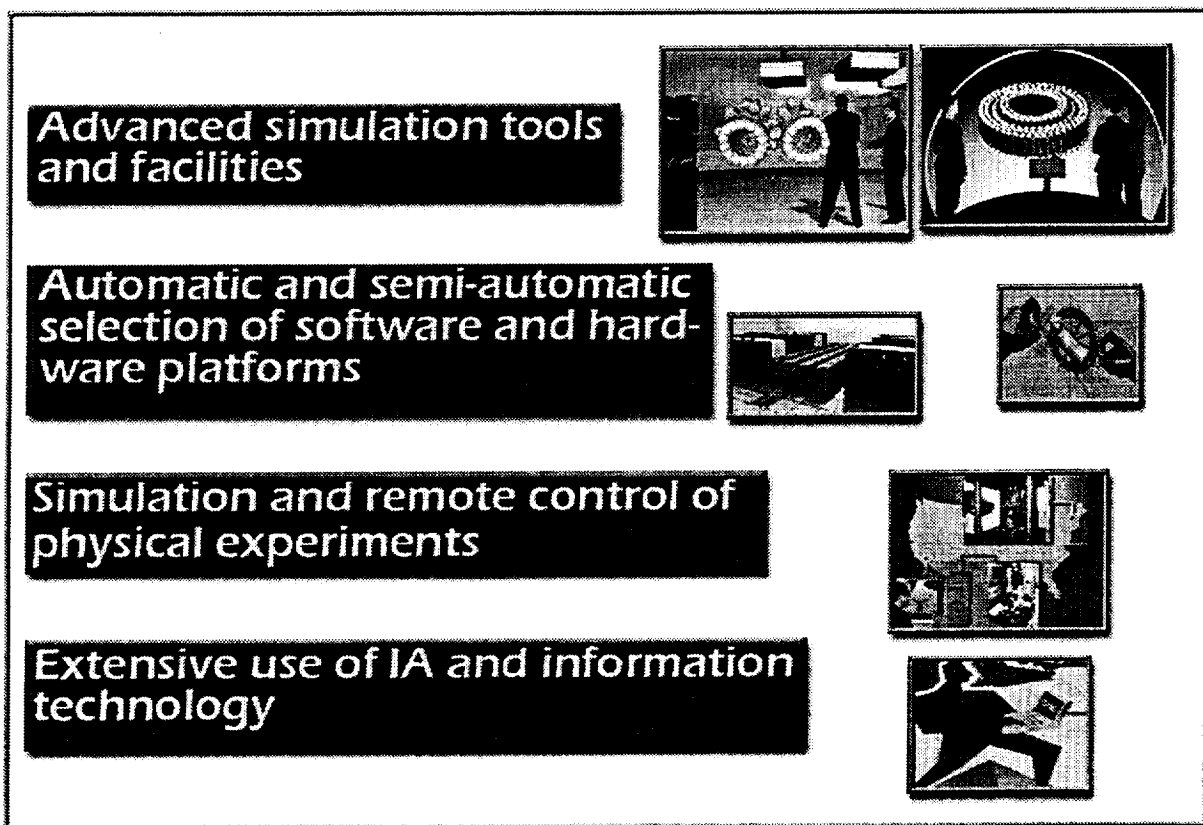 Advanced simulation tools
and facilities
Automatic and semi-automatic
selection of software and hard-
ware platforms
Simulation and remote control of
physical experiments
Extensive use of IA and information
technology